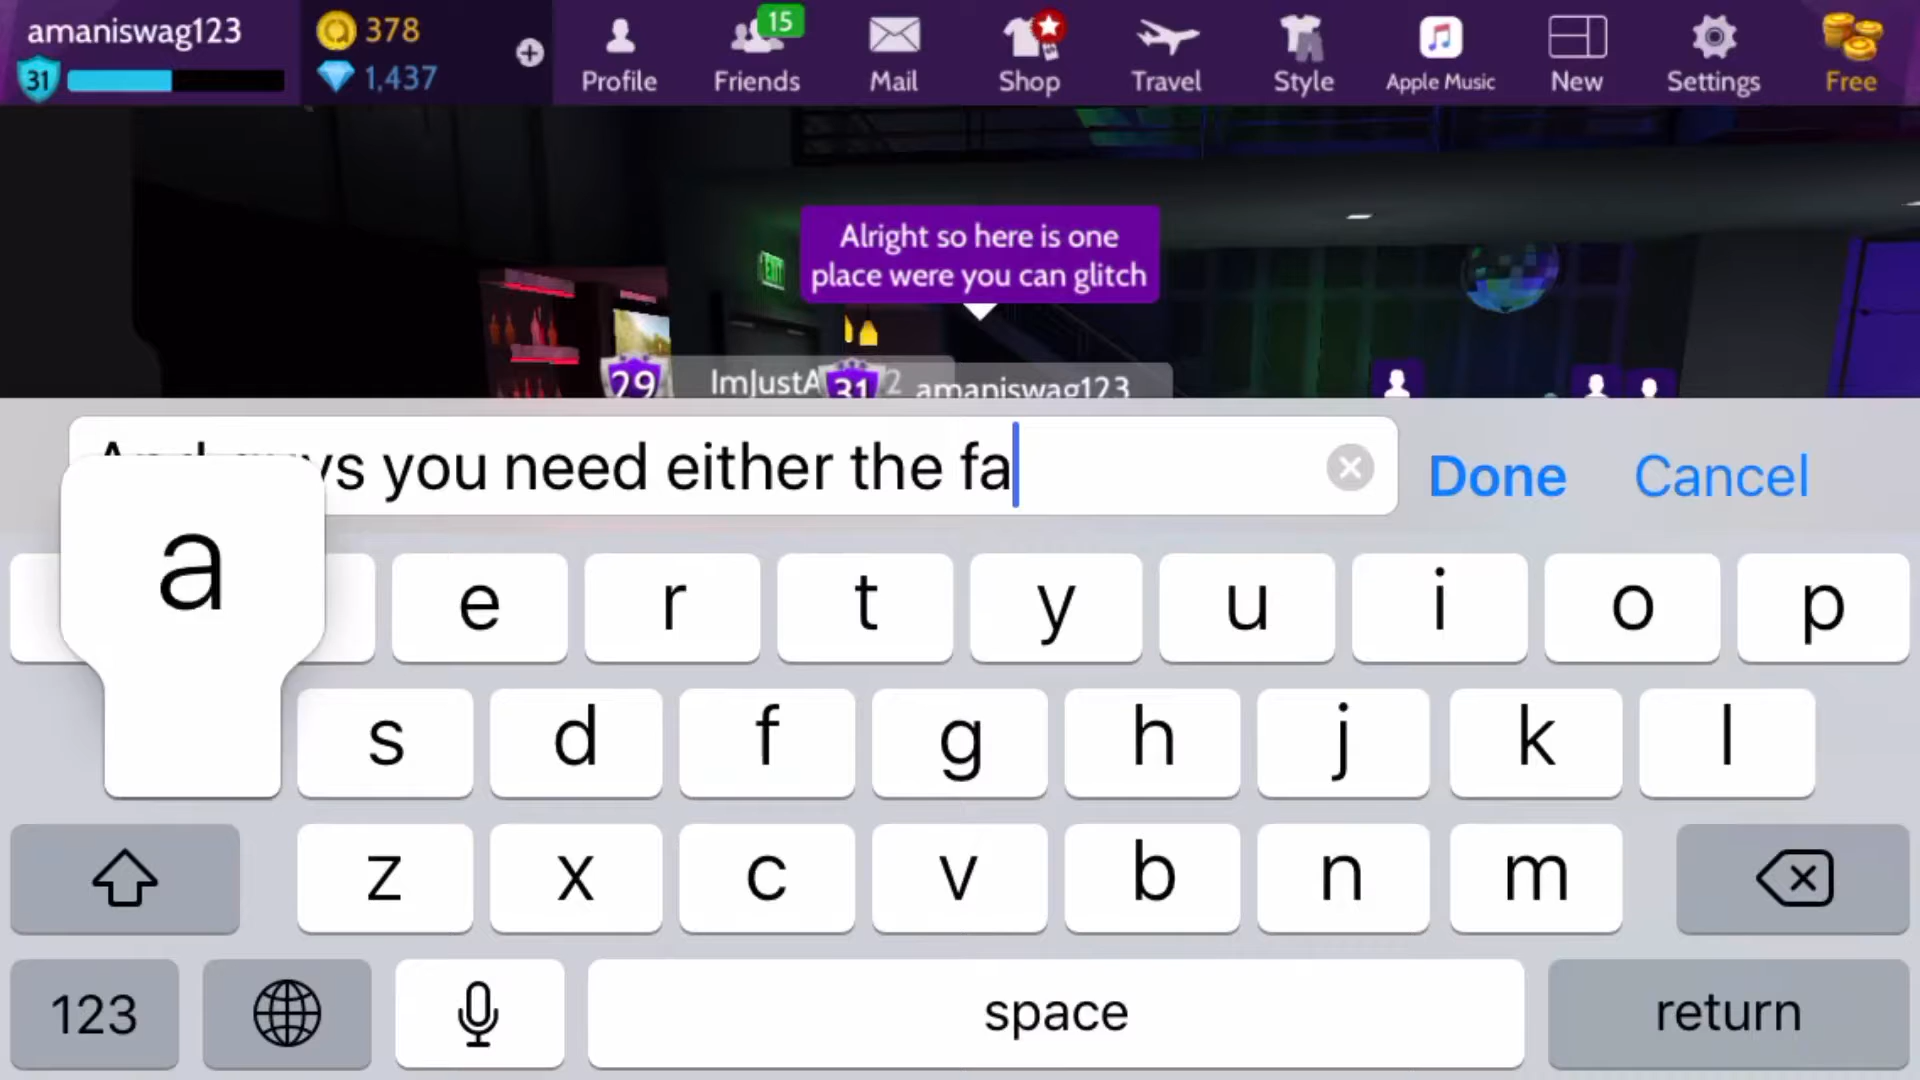 amaniswag123
31
378
1,437
Profile
15
Friends
Mail
Shop
Travel
Style
Apple Music
New
Settings
Free
EXIT
Alright so here is one
place were you can glitch
29
31
amaniswag123
you need either the fa
a
e r t y u i o p
s d f g h j k l
z x c v b n m
123
space
return
Done
Cancel